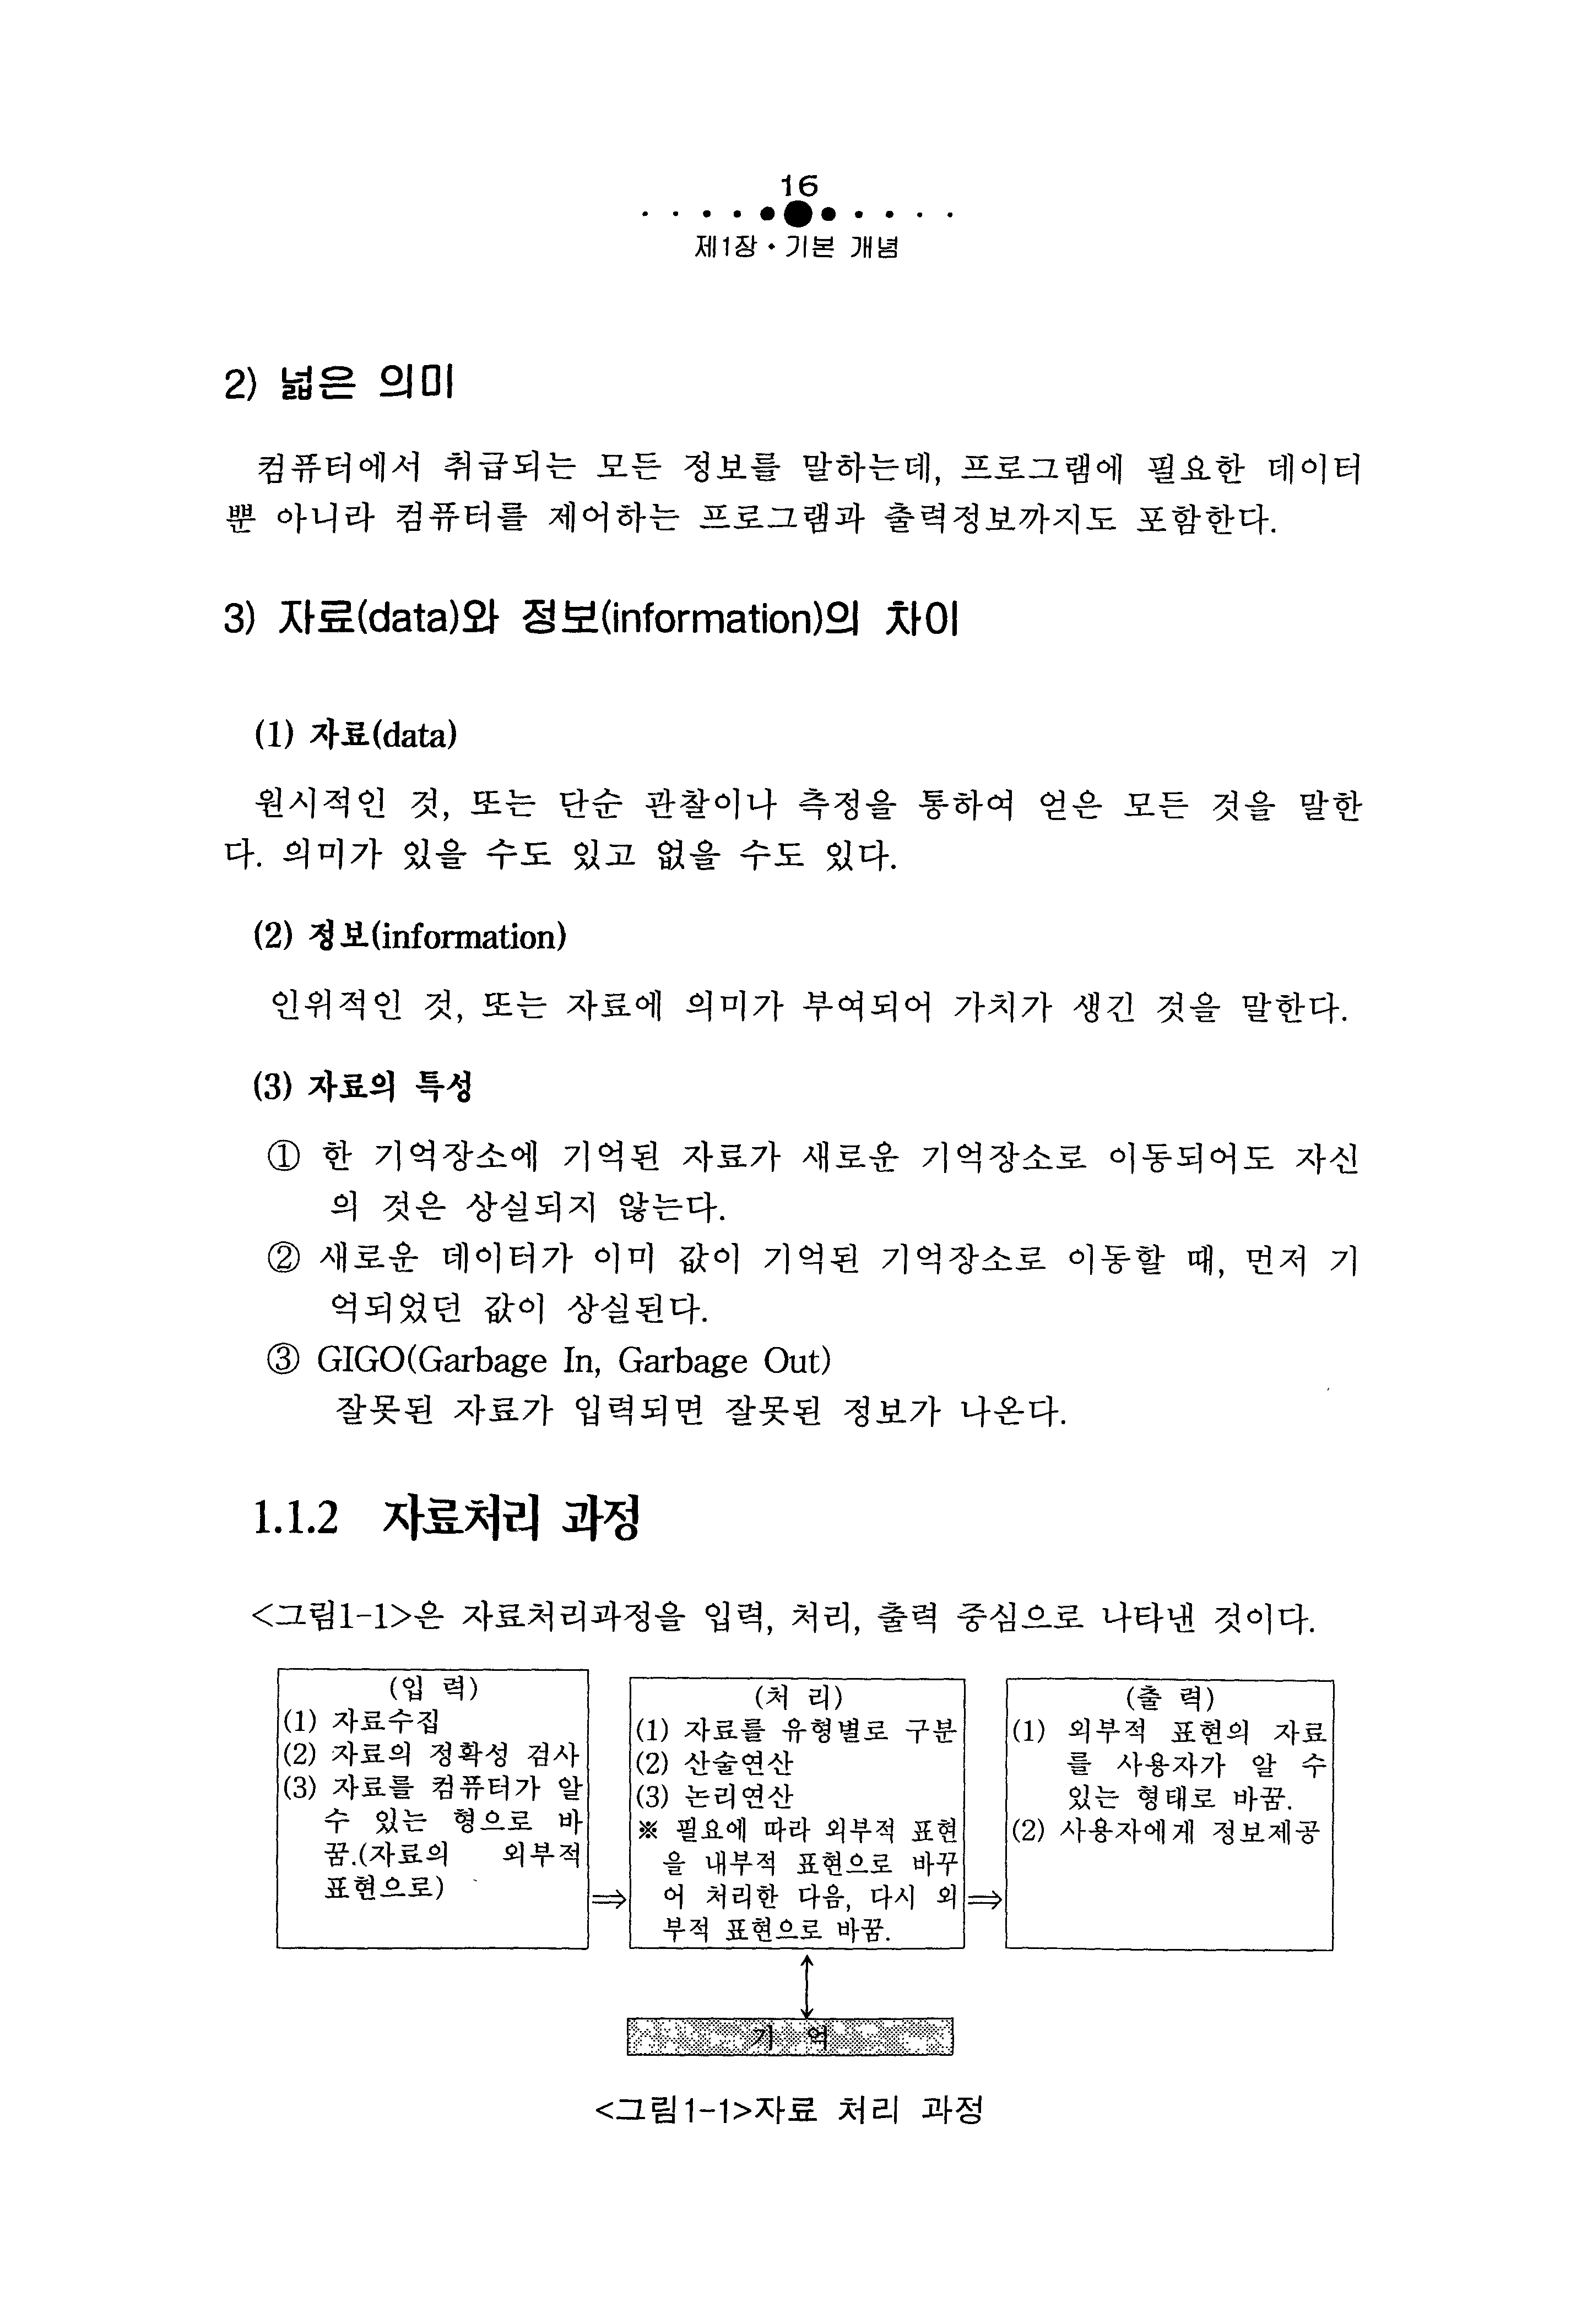 16
제1장 • 기본 개념
2) 넓은 의미
컴퓨터에서 취급되는 모든 정보를 말하는데, 프로그램에 필요한 데이터
뿐 아니라 컴퓨터를 제어하는 프로그램과 출력정보까지도 포함한다.
3) 자료(data)와 정보(information)의 차이
(1) 자료(data)
원시적인 것, 또는 단순 관찰이나 측정을 통하여 얻은 모든 것을 말한
다. 의미가 있을 수도 있고 없을 수도 있다.
(2) 정보(information)
인위적인 것, 또는 자료에 의미가 부여되어 가치가 생긴 것을 말한다.
(3) 자료의 특성
① 한 기억장소에 기억된 자료가 새로운 기억장소로 이동되어도 자신
의 것은 상실되지 않는다.
② 새로운 데이터가 이미 값이 기억된 기억장소로 이동할 때, 먼저 기
억되었던 값이 상실된다.
③ GIGO(Garbage In, Garbage Out)
잘못된 자료가 입력되면 잘못된 정보가 나온다.
1.1.2 자료처리 과정
<그림1-1>은 자료처리과정을 입력, 처리, 출력 중심으로 나타낸 것이다.
(입 력)
(1) 자료수집
(2) 자료의 정확성 검사
(3) 자료를 컴퓨터가 알
수 있는 형으로 바
꿈.(자료의 외부적
표현으로)
⇒
(처 리)
(1) 자료를 유형별로 구분
(2) 산술연산
(3) 논리연산
※ 필요에 따라 외부적 표현
을 내부적 표현으로 바꾸
어 처리한 다음, 다시 외
부적 표현으로 바꿈.
⇒
(출 력)
(1) 외부적 표현의 자료
를 사용자가 알 수
있는 형태로 바꿈.
(2) 사용자에게 정보제공
기 억
<그림1-1>자료 처리 과정